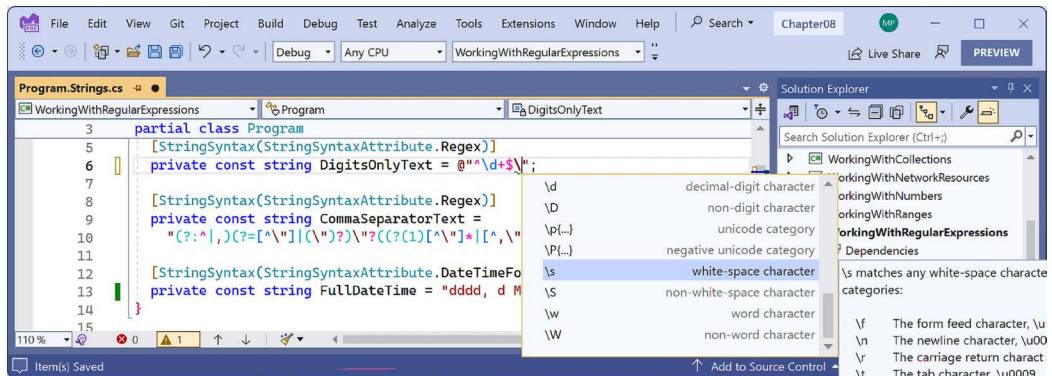 File Edit View Git Project Build Debug Test Analyze Tools Extensions Window Help Search Chapter08 MP
Debug Any CPU WorkingWithRegularExpressions Live Share PREVIEW
Program.Strings.cs Solution Explorer
C# WorkingWithRegularExpressions Program DigitsOnlyText
Search Solution Explorer (Ctrl+;)
3 partial class Program
5 [StringSyntax(StringSyntaxAttribute.Regex)]
6 private const string DigitsOnlyText = @"^\d+$\";
7
8 [StringSyntax(StringSyntaxAttribute.Regex)]
9 private const string CommaSeparatorText =
10 "(?:^|,)(?=[^\"]|(\")?)\"?((?(1)[^\"]*|[^,\"
11
12 [StringSyntax(StringSyntaxAttribute.DateTimeFo
13 private const string FullDateTime = "dddd, d M
14 }
15
\d decimal-digit character
\D non-digit character
\p{...} unicode category
\P{...} negative unicode category
\s white-space character
\S non-white-space character
\w word character
\W non-word character
C# WorkingWithCollections
WorkingWithNetworkResources
orkingWithNumbers
orkingWithRanges
orkingWithRegularExpressions
Dependencies
\s matches any white-space characte
categories:
\f The form feed character, \u
\n The newline character, \u00
\r The carriage return charact
\t The tab character, \u0009
110 % 0 1
Item(s) Saved Add to Source Control